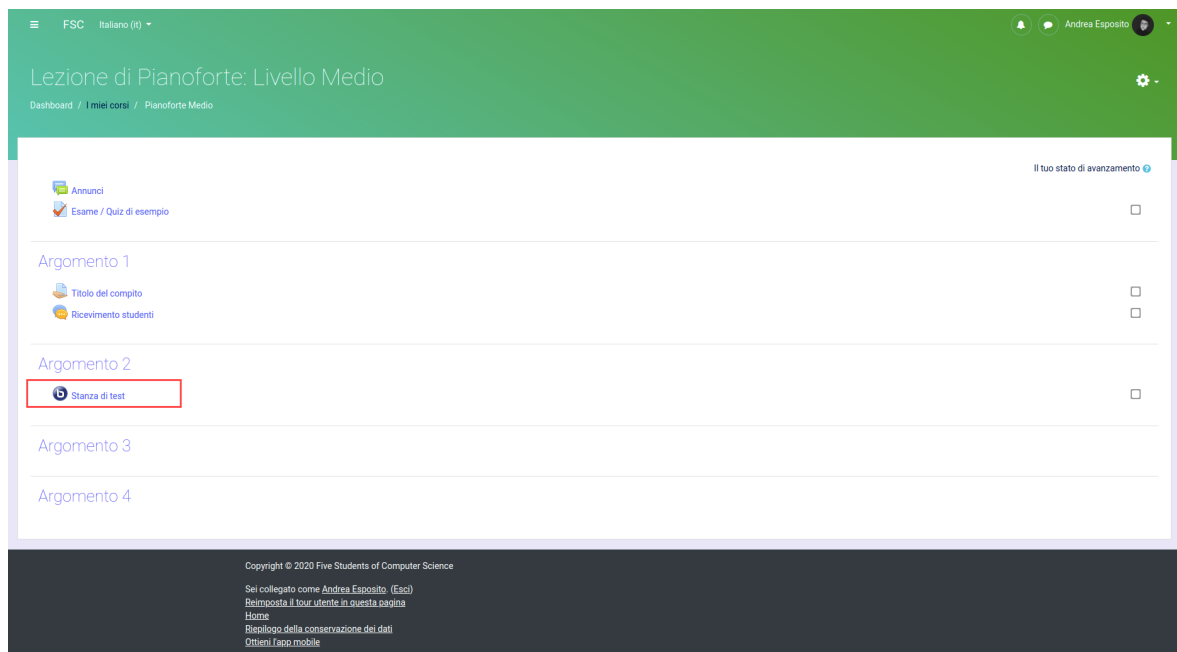 FSC Italiano (it)
Andrea Esposito
Lezione di Pianoforte: Livello Medio
Dashboard / I miei corsi / Pianoforte Medio
Il tuo stato di avanzamento
Annunci
Esame / Quiz di esempio
Argomento 1
Titolo del compito
Ricevimento studenti
Argomento 2
Stanza di test
Argomento 3
Argomento 4
Copyright © 2020 Five Students of Computer Science
Sei collegato come Andrea Esposito. (Esci)
Reimposta il tour utente in questa pagina
Home
Riepilogo della conservazione dei dati
Ottieni l'app mobile